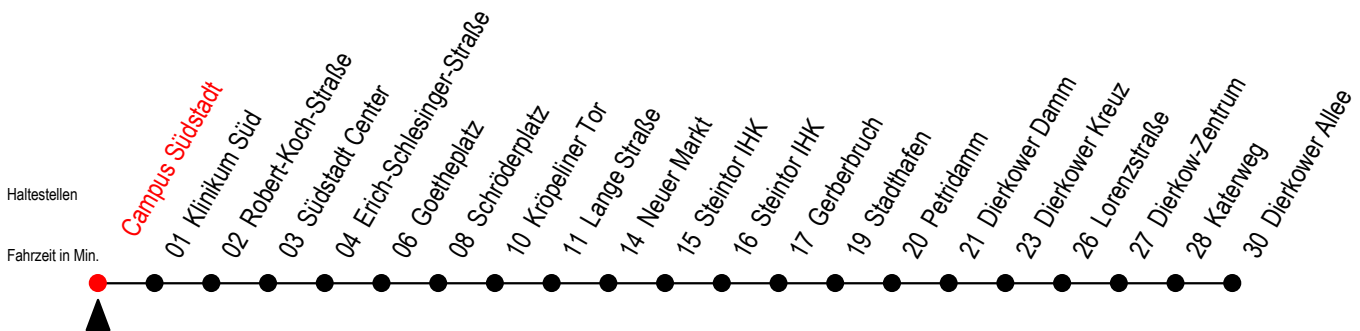 Haltestellen
Fahrzeit in Min.
Campus Südstadt
01 Klinikum Süd
02 Robert-Koch-Straße
03 Südstadt Center
04 Erich-Schlesinger-Straße
06 Goetheplatz
08 Schröderplatz
10 Kröpeliner Tor
11 Lange Straße
14 Neuer Markt
15 Steintor IHK
16 Steintor IHK
17 Gerberbruch
19 Stadthafen
20 Petridamm
21 Dierkower Damm
23 Dierkower Kreuz
26 Lorenzstraße
27 Dierkow-Zentrum
28 Katerweg
30 Dierkower Allee